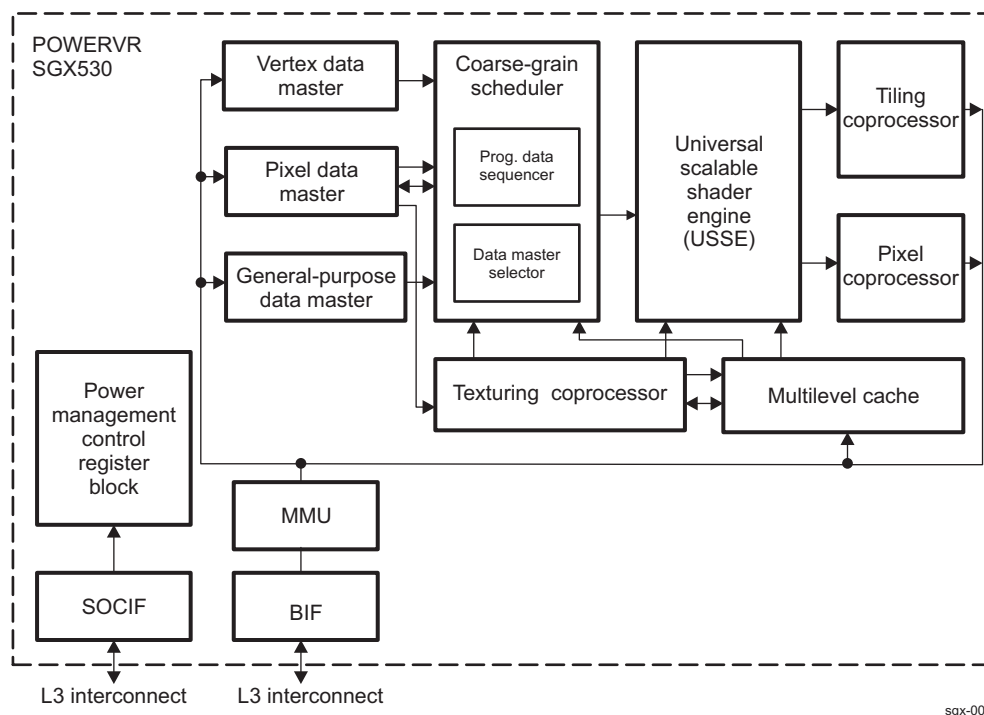 POWERVR
SGX530
Vertex data
master
Pixel data
master
General-purpose
data master
Coarse-grain
scheduler
Prog. data
sequencer
Data master
selector
Universal
scalable
shader
engine
(USSE)
Tiling
coprocessor
Pixel
coprocessor
Texturing coprocessor
Multilevel cache
Power
management
control
register
block
MMU
SOCIF
BIF
L3 interconnect
L3 interconnect
sgx-00